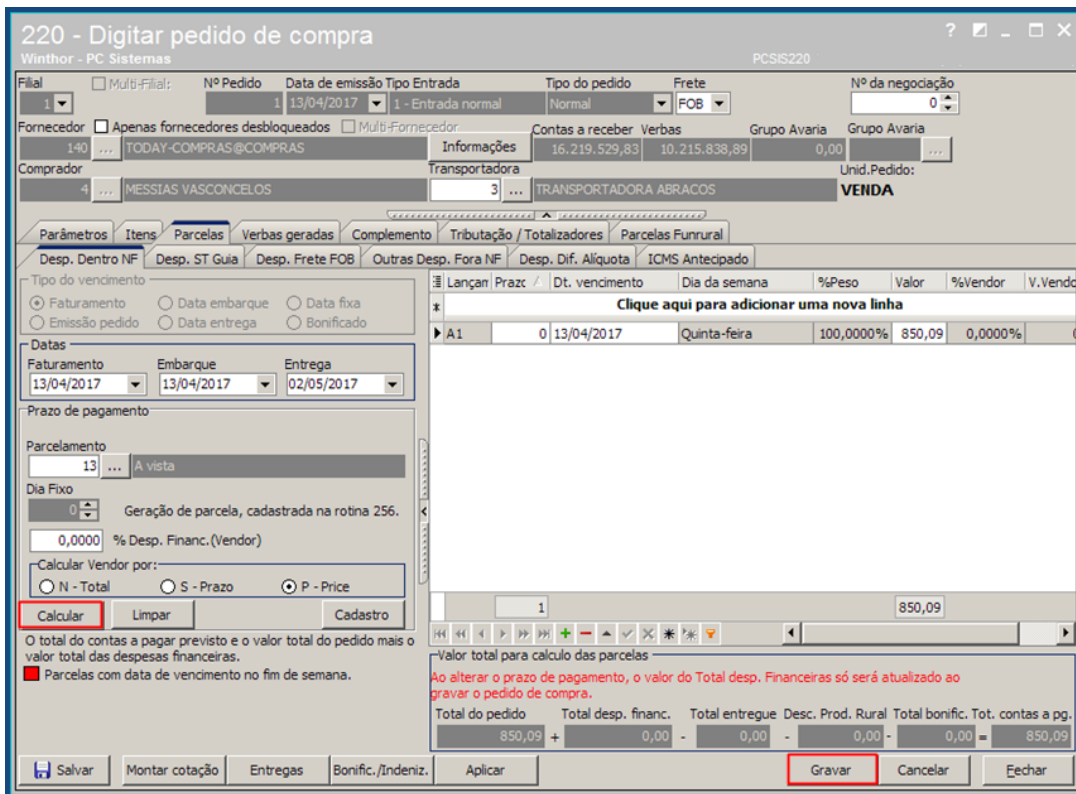 220 - Digitar pedido de compra
Winthor - PC Sistemas PCSIS220
Filial Multi-Filial: Nº Pedido Data de emissão Tipo Entrada Tipo do pedido Frete Nº da negociação
1 1 13/04/2017 1 - Entrada normal Normal FOB 0
Fornecedor Apenas fornecedores desbloqueados Multi-Fornecedor Contas a receber Verbas Grupo Avaria Grupo Avaria
140 ... TODAY-COMPRAS@COMPRAS Informações 16.219.529,83 10.215.838,89 0,00 ...
Comprador Transportadora Unid.Pedido:
4 ... MESSIAS VASCONCELOS 3 ... TRANSPORTADORA ABRACOS VENDA
Parâmetros Itens Parcelas Verbas geradas Complemento Tributação / Totalizadores Parcelas Funrural
Desp. Dentro NF Desp. ST Guia Desp. Frete FOB Outras Desp. Fora NF Desp. Dif. Alíquota ICMS Antecipado
Tipo do vencimento
Faturamento Data embarque Data fixa
Emissão pedido Data entrega Bonificado
Datas
Faturamento Embarque Entrega
13/04/2017 13/04/2017 02/05/2017
Prazo de pagamento
Parcelamento
13 ... A vista
Dia Fixo
0 Geração de parcela, cadastrada na rotina 256.
0,0000 % Desp. Financ.(Vendor)
Calcular Vendor por:
N - Total S - Prazo P - Price
Calcular Limpar Cadastro
O total do contas a pagar previsto e o valor total do pedido mais o
valor total das despesas financeiras.
Parcelas com data de vencimento no fim de semana.
Lançam Prazc Dt. vencimento Dia da semana %Peso Valor %Vendor V.Vendo
Clique aqui para adicionar uma nova linha
A1 0 13/04/2017 Quinta-feira 100,0000% 850,09 0,0000%
1 850,09
Valor total para calculo das parcelas
Ao alterar o prazo de pagamento, o valor do Total desp. Financeiras só será atualizado ao
gravar o pedido de compra.
Total do pedido Total desp. financ. Total entregue Desc. Prod. Rural Total bonific. Tot. contas a pg.
850,09 + 0,00 - 0,00 - 0,00 - 0,00 = 850,09
Salvar Montar cotação Entregas Bonific./Indeniz. Aplicar Gravar Cancelar Fechar